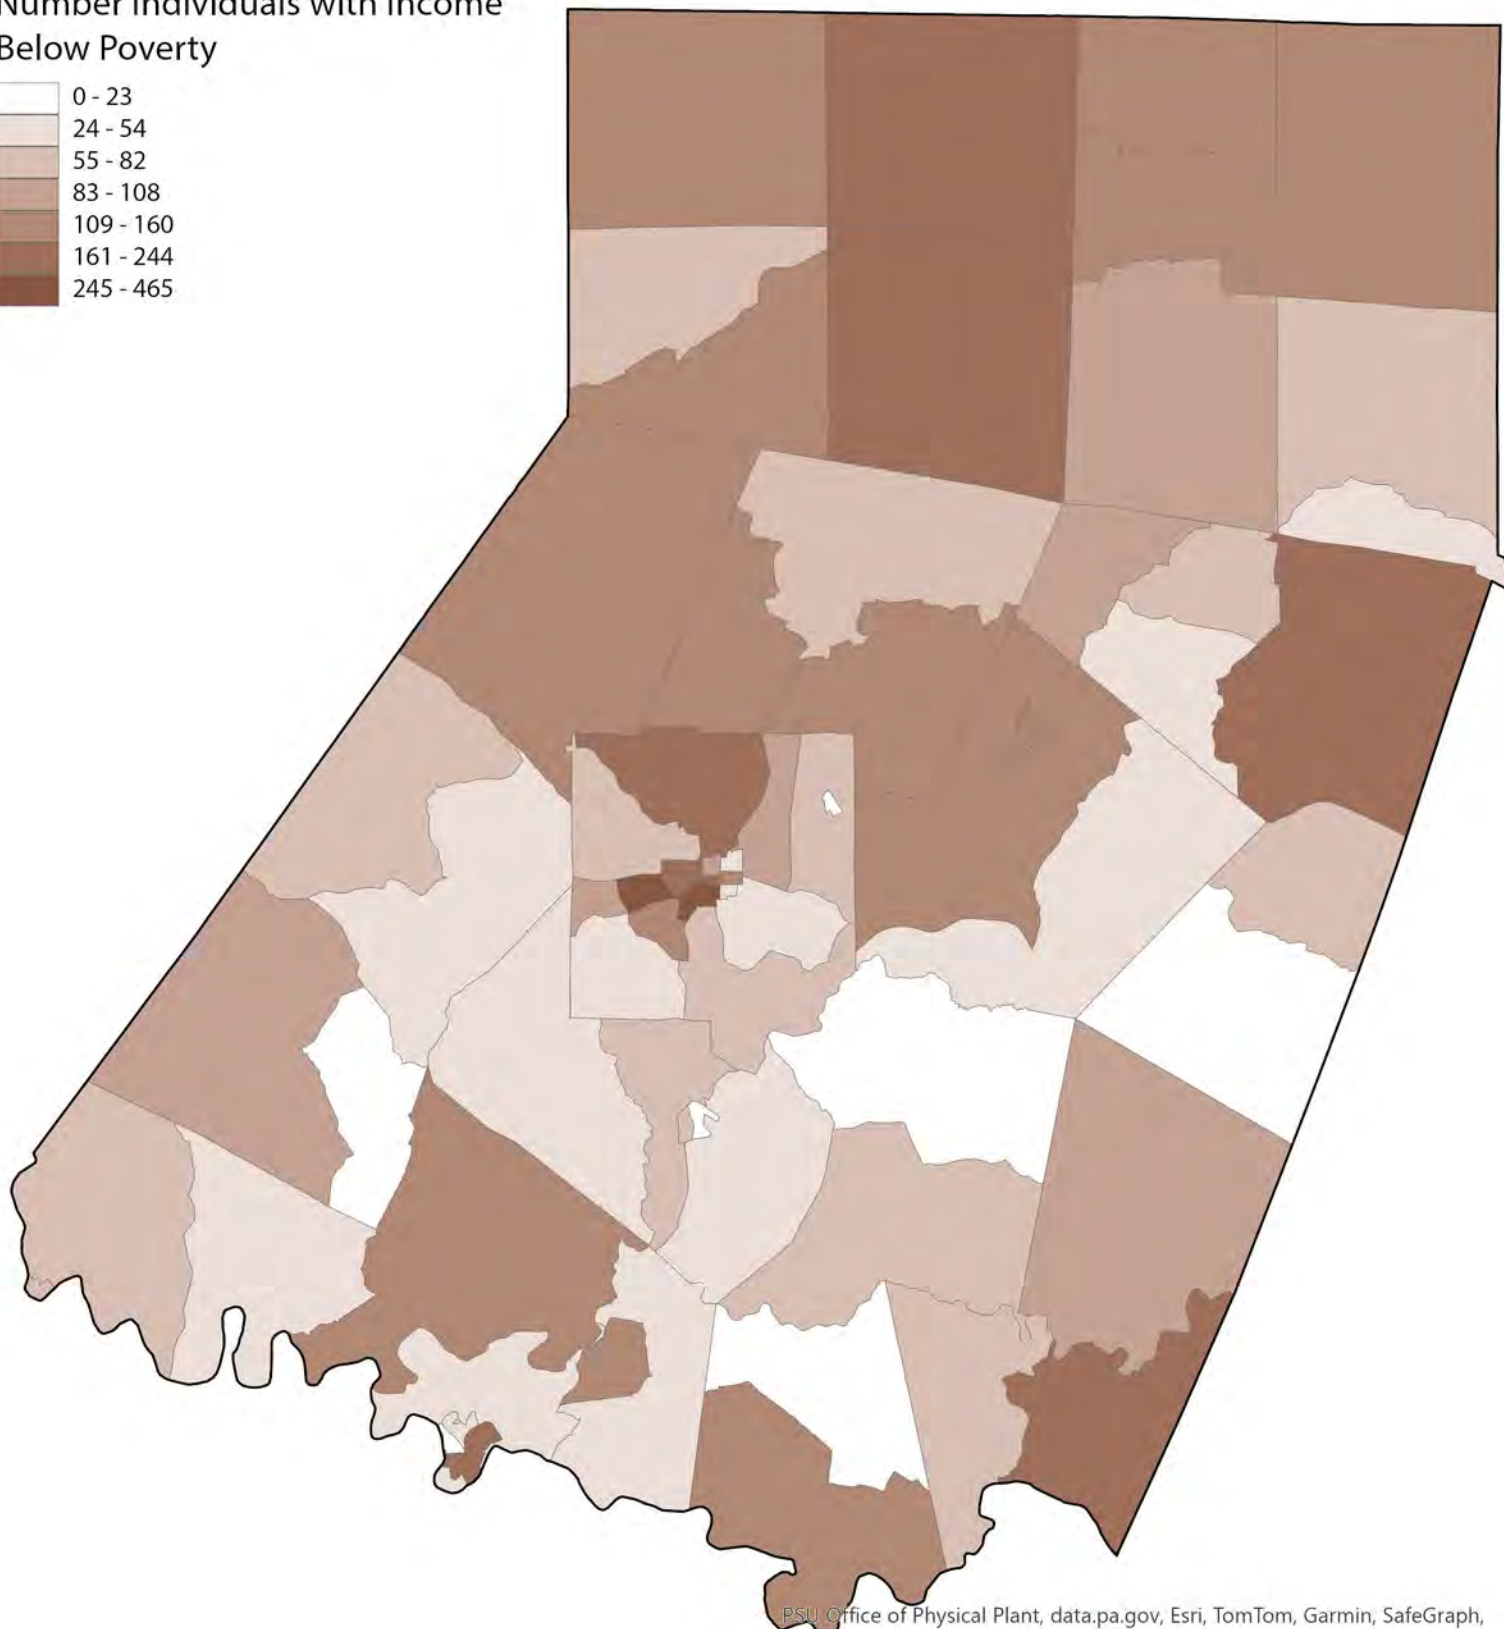 Number Individuals with Income
Below Poverty
0 - 23
24 - 54
55 - 82
83 - 108
109 - 160
161 - 244
245 - 465
PSU Office of Physical Plant, data.pa.gov, Esri, TomTom, Garmin, SafeGraph,